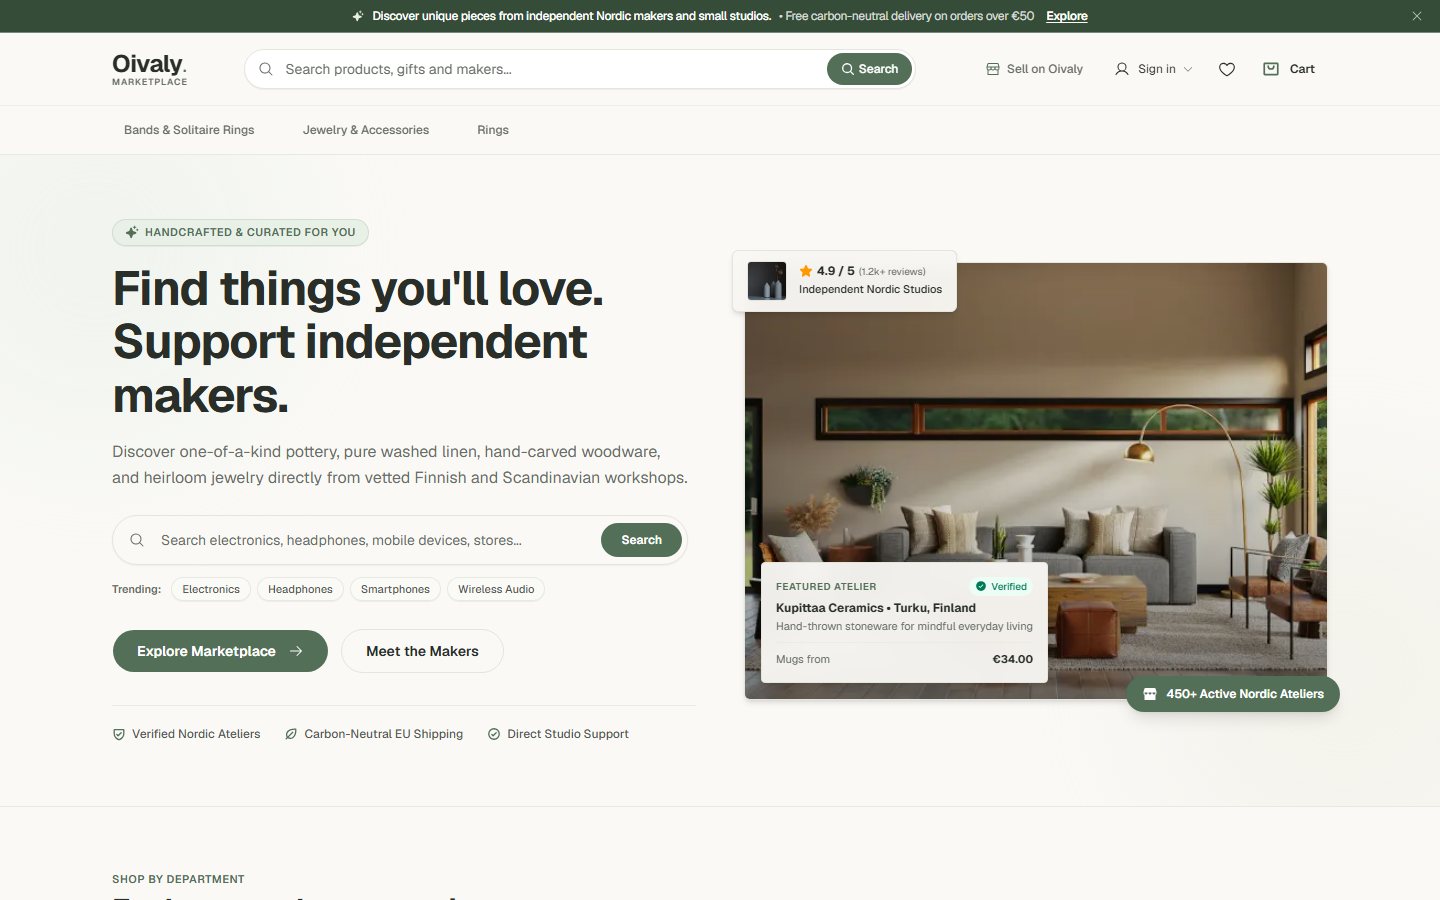 Discover unique pieces from independent Nordic makers and small studios. • Free carbon-neutral delivery on orders over €50 Explore
Oivaly.
MARKETPLACE
Search products, gifts and makers...
Search
Sell on Oivaly
Sign in
Cart
Bands & Solitaire Rings
Jewelry & Accessories
Rings
HANDCRAFTED & CURATED FOR YOU
Find things you'll love.
Support independent
makers.
Discover one-of-a-kind pottery, pure washed linen, hand-carved woodware,
and heirloom jewelry directly from vetted Finnish and Scandinavian workshops.
Search electronics, headphones, mobile devices, stores...
Search
Trending:
Electronics
Headphones
Smartphones
Wireless Audio
Explore Marketplace
Meet the Makers
Verified Nordic Ateliers
Carbon-Neutral EU Shipping
Direct Studio Support
4.9 / 5 (1.2k+ reviews)
Independent Nordic Studios
FEATURED ATELIER
Verified
Kupittaa Ceramics • Turku, Finland
Hand-thrown stoneware for mindful everyday living
Mugs from
€34.00
450+ Active Nordic Ateliers
SHOP BY DEPARTMENT